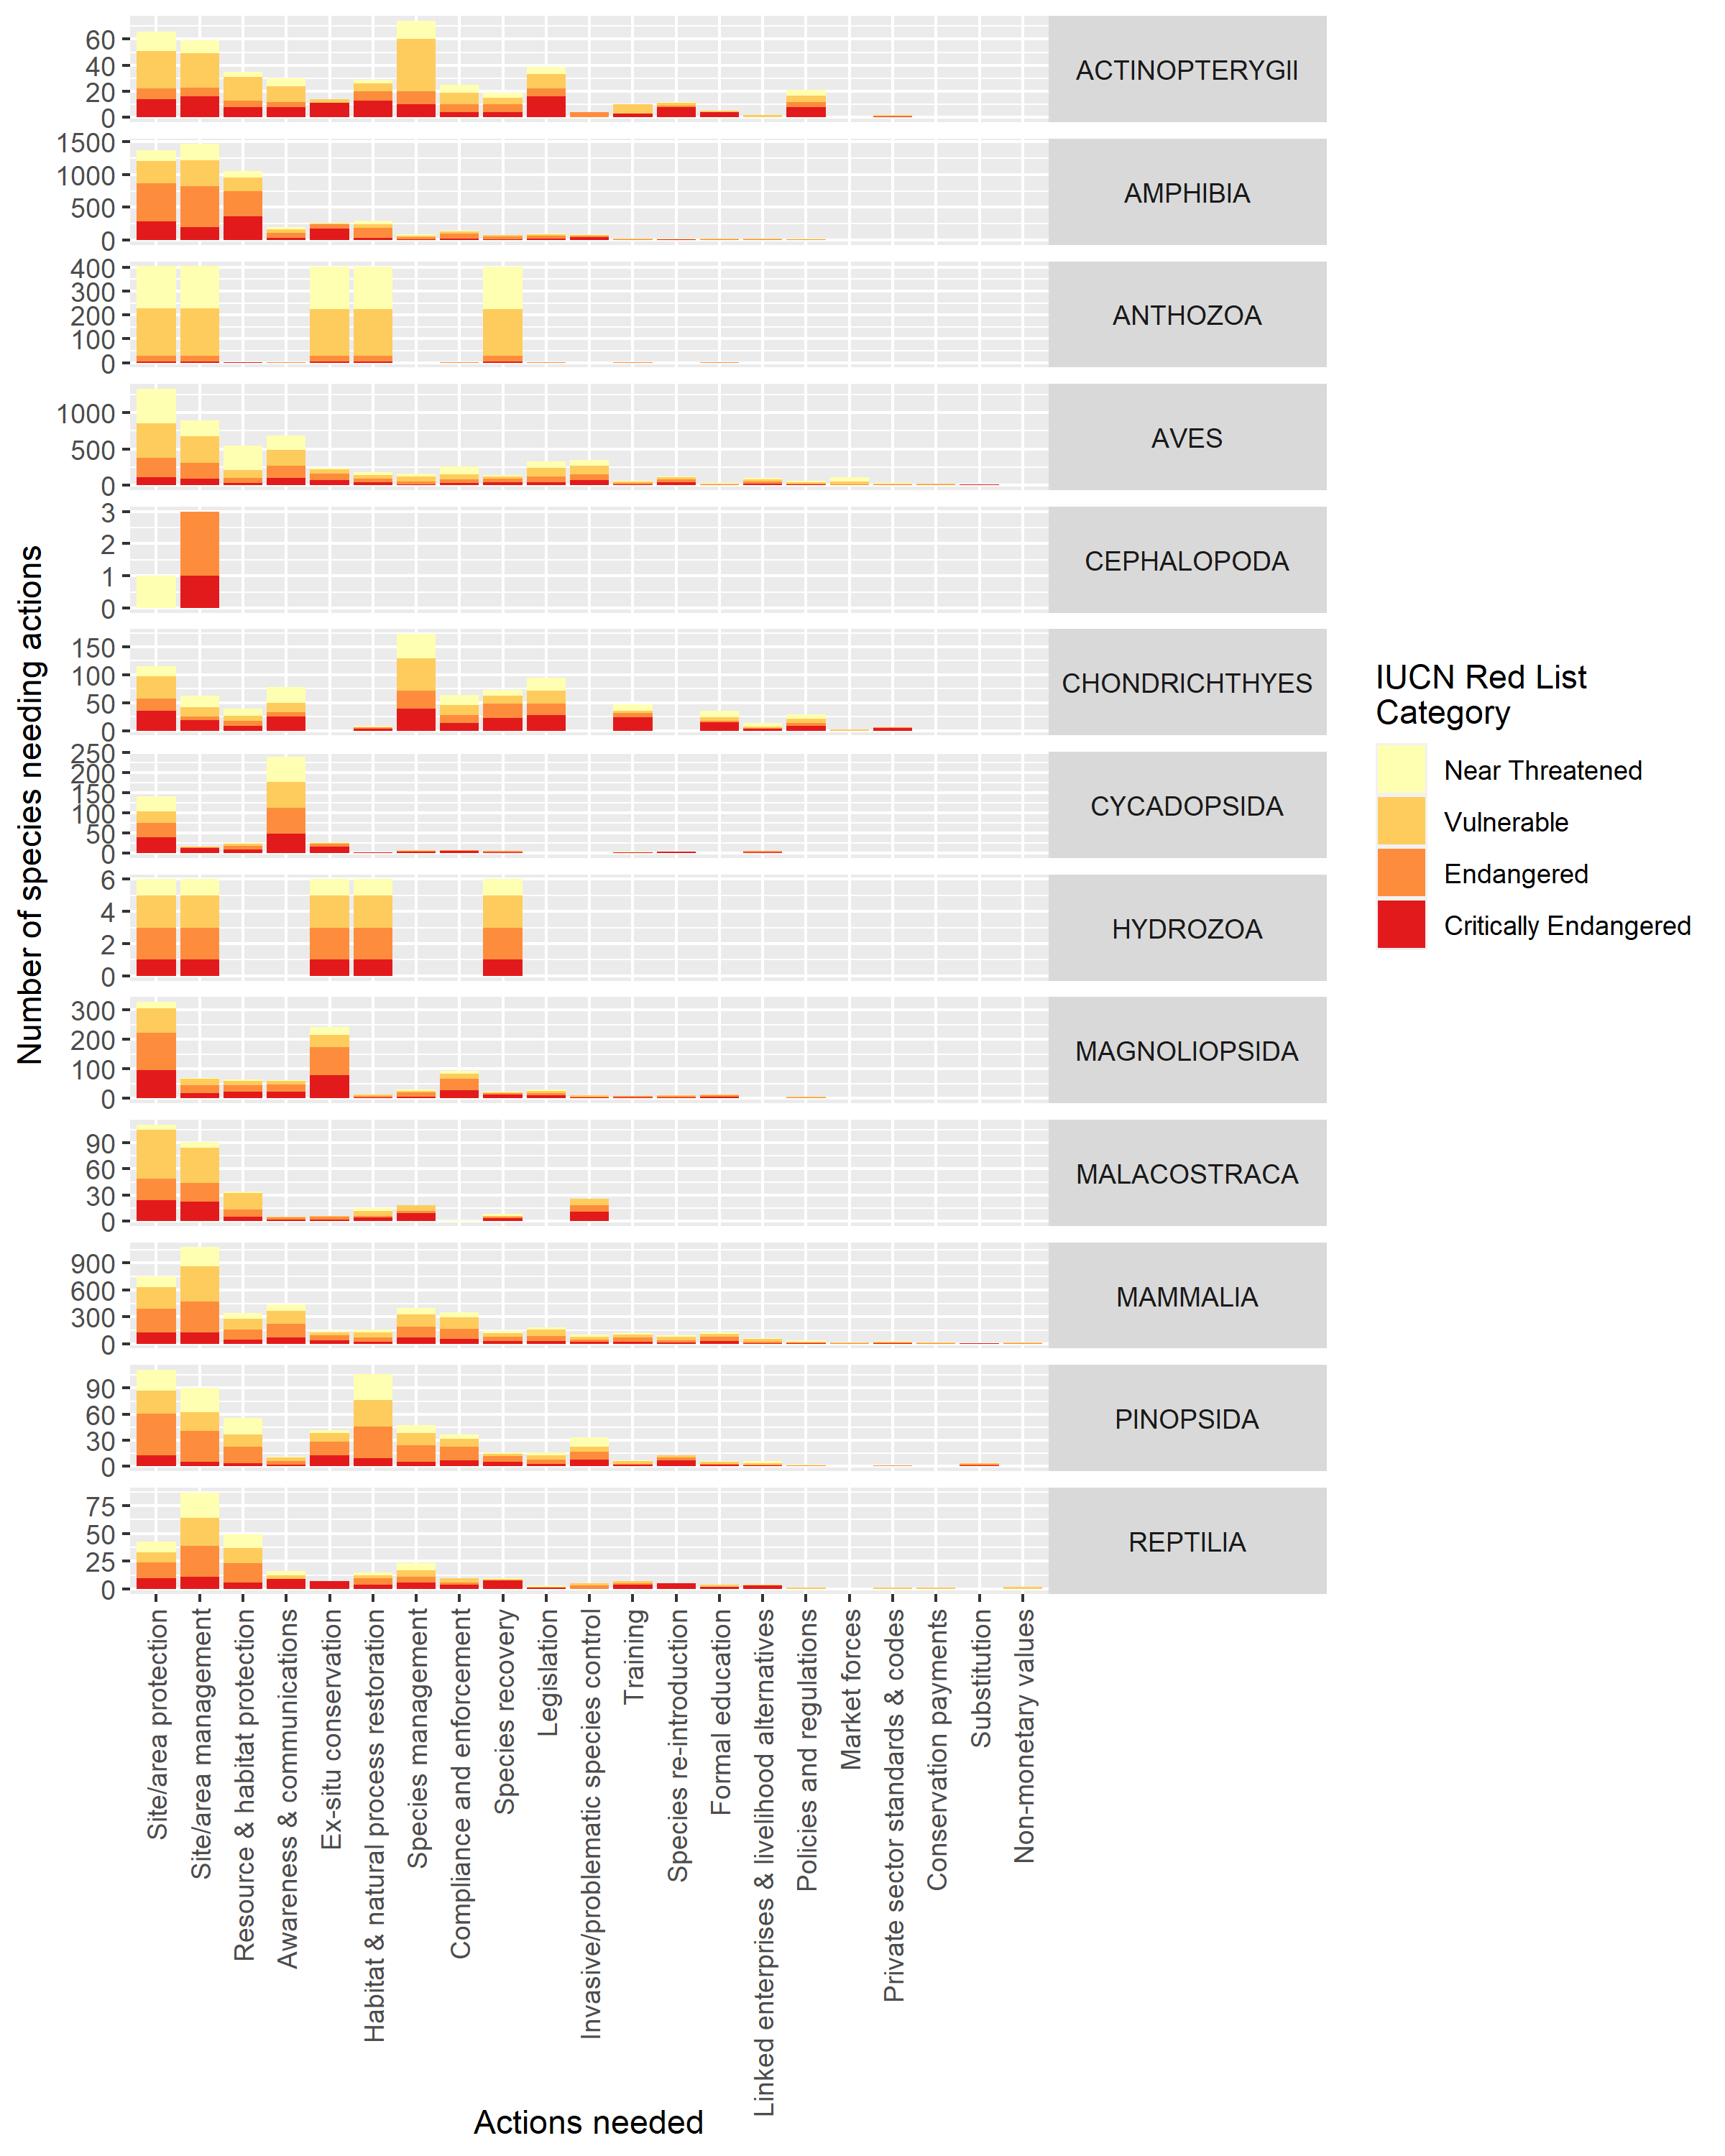 Number of species needing actions
60
40
20
0
ACTINOPTERYGII
1500
1000
500
0
AMPHIBIA
400
300
200
100
0
ANTHOZOA
1000
500
0
AVES
3
2
1
0
CEPHALOPODA
150
100
50
0
CHONDRICHTHYES
250
200
150
100
50
0
CYCADOPSIDA
6
4
2
0
HYDROZOA
300
200
100
0
MAGNOLIOPSIDA
90
60
30
0
MALACOSTRACA
900
600
300
0
MAMMALIA
90
60
30
0
PINOPSIDA
75
50
25
0
REPTILIA
Site/area protection
Site/area management
Resource & habitat protection
Awareness & communications
Ex-situ conservation
Habitat & natural process restoration
Species management
Compliance and enforcement
Species recovery
Legislation
Invasive/problematic species control
Training
Species re-introduction
Formal education
Linked enterprises & livelihood alternatives
Policies and regulations
Market forces
Private sector standards & codes
Conservation payments
Substitution
Non-monetary values
Actions needed
IUCN Red List
Category
Near Threatened
Vulnerable
Endangered
Critically Endangered